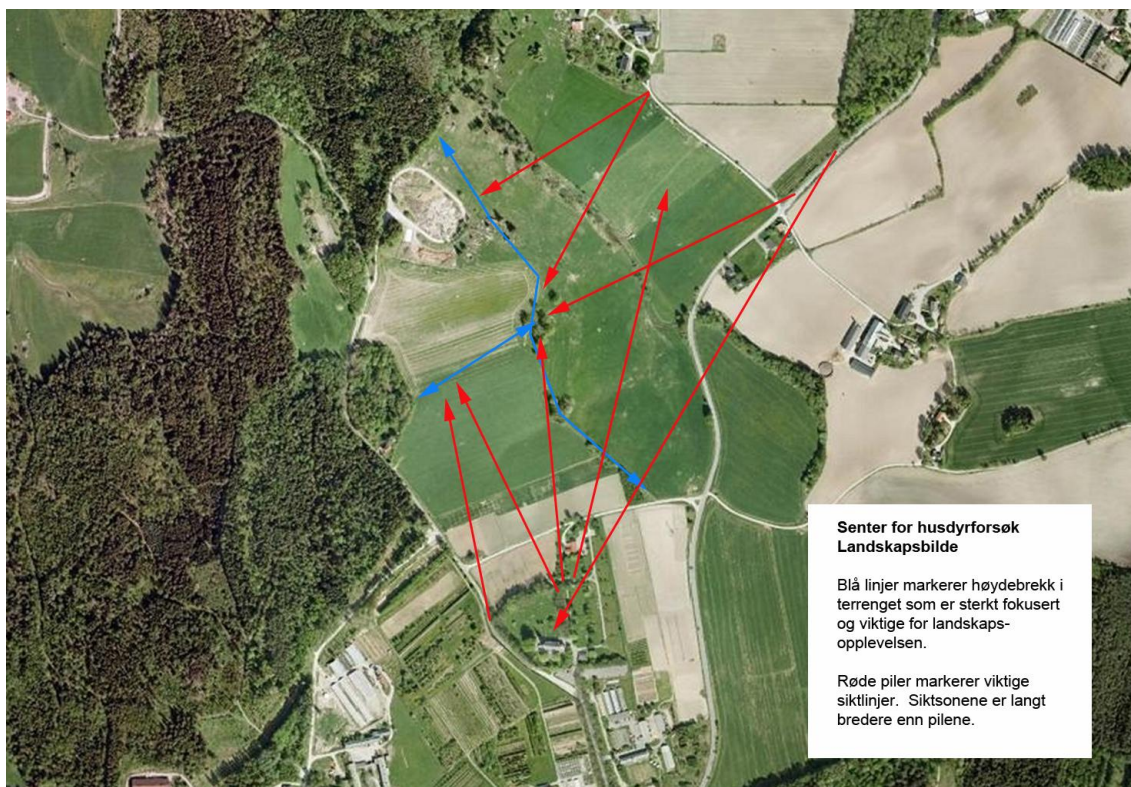 Senter for husdyrforsøk
Landskapsbilde
Blå linjer markerer høydebrekk i
terrenget som er sterkt fokusert
og viktige for landskaps-
opplevelsen.
Røde piler markerer viktige
siktlinjer.  Siktsonene er langt
bredere enn pilene.